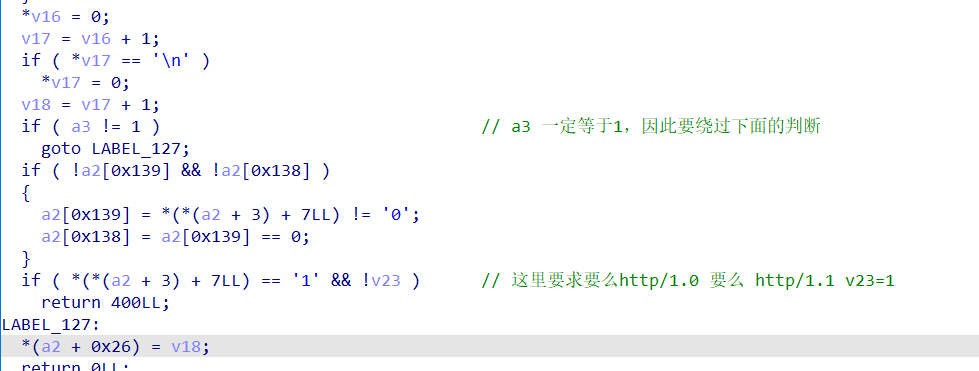 *v16 = 0;
v17 = v16 + 1;
if ( *v17 == '\n' )
*v17 = 0;
v18 = v17 + 1;
if ( a3 != 1 ) // a3 一定等于1，因此要绕过下面的判断
goto LABEL_127;
if ( !a2[0x139] && !a2[0x138] )
{
a2[0x139] = *(*(a2 + 3) + 7LL) != '0';
a2[0x138] = a2[0x139] == 0;
}
if ( *(*(a2 + 3) + 7LL) == '1' && !v23 ) // 这里要求要么http/1.0 要么 http/1.1 v23=1
return 400LL;
LABEL_127:
*(a2 + 0x26) = v18;
return 0LL;